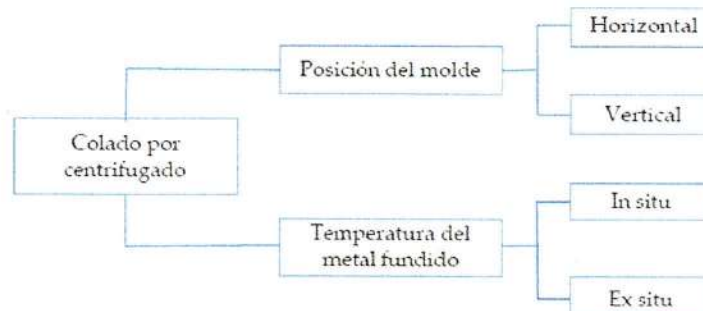 Horizontal
Posición del molde
Vertical
Colado por
centrifugado
In situ
Temperatura del
metal fundido
Ex situ